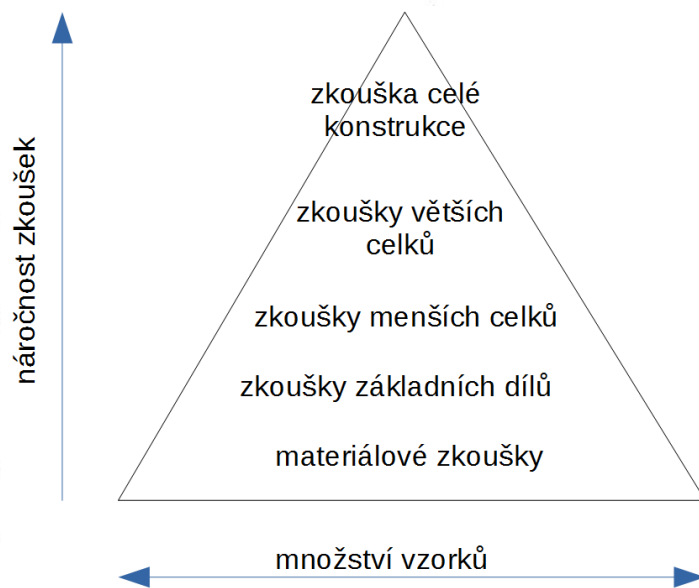 zkouška celé
konstrukce
zkoušky větších
celků
zkoušky menších celků
zkoušky základních dílů
materiálové zkoušky
náročnost zkoušek
množství vzorků